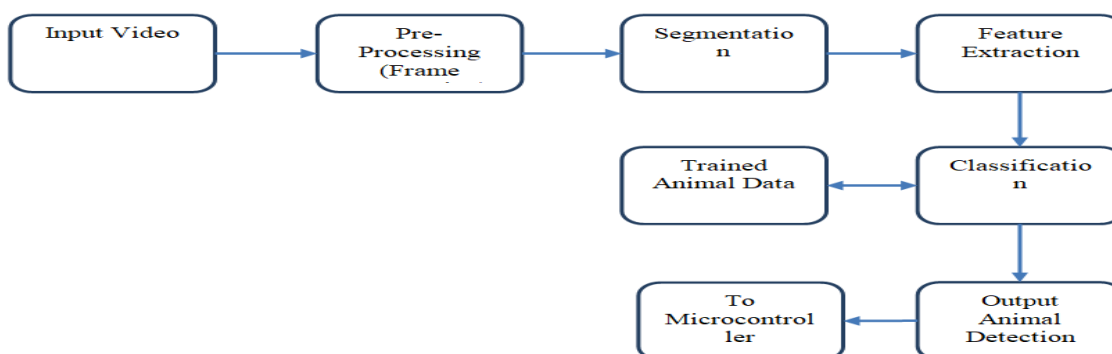 Input Video
Pre-
Processing
(Frame
Segmentatio
n
Feature
Extraction
Trained
Animal Data
Classificatio
n
To
Microcontrol
ler
Output
Animal
Detection